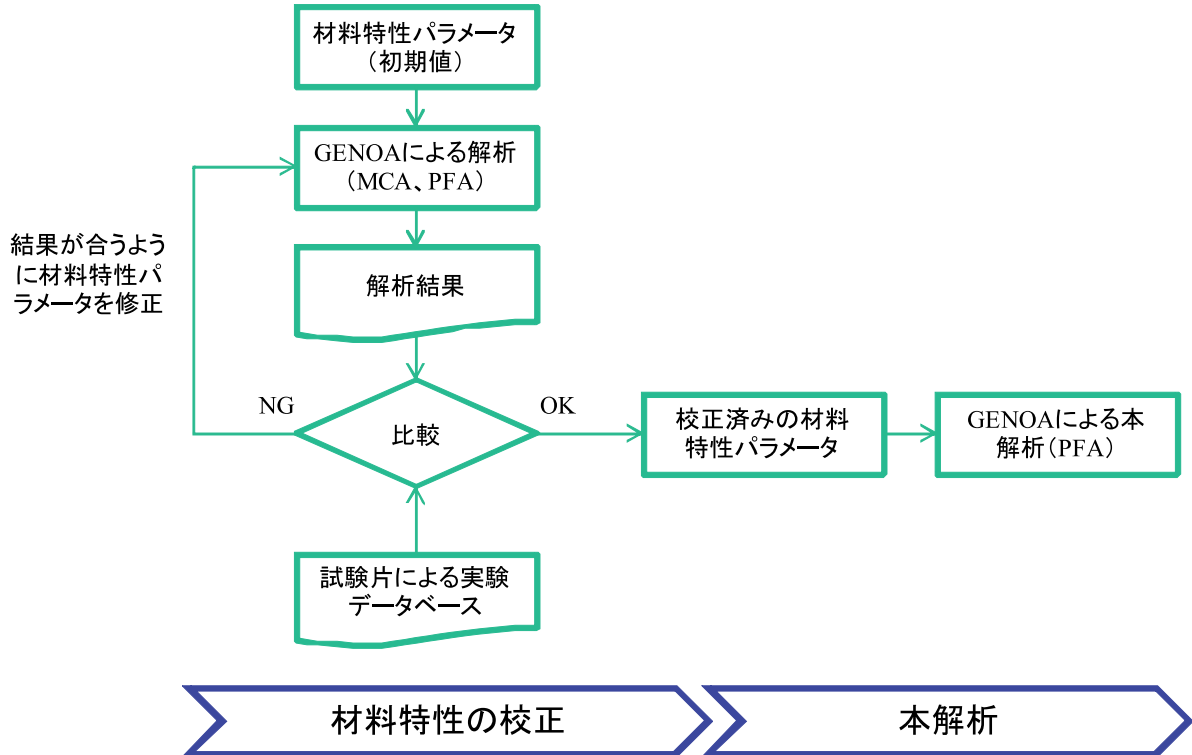 材料特性パラメータ
(初期値)
GENOAによる解析
(MCA、PFA)
結果が合うよう
に材料特性パ
ラメータを修正
解析結果
NG
比較
OK
校正済みの材料
特性パラメータ
GENOAによる本
解析(PFA)
試験片による実験
データベース
材料特性の校正
本解析